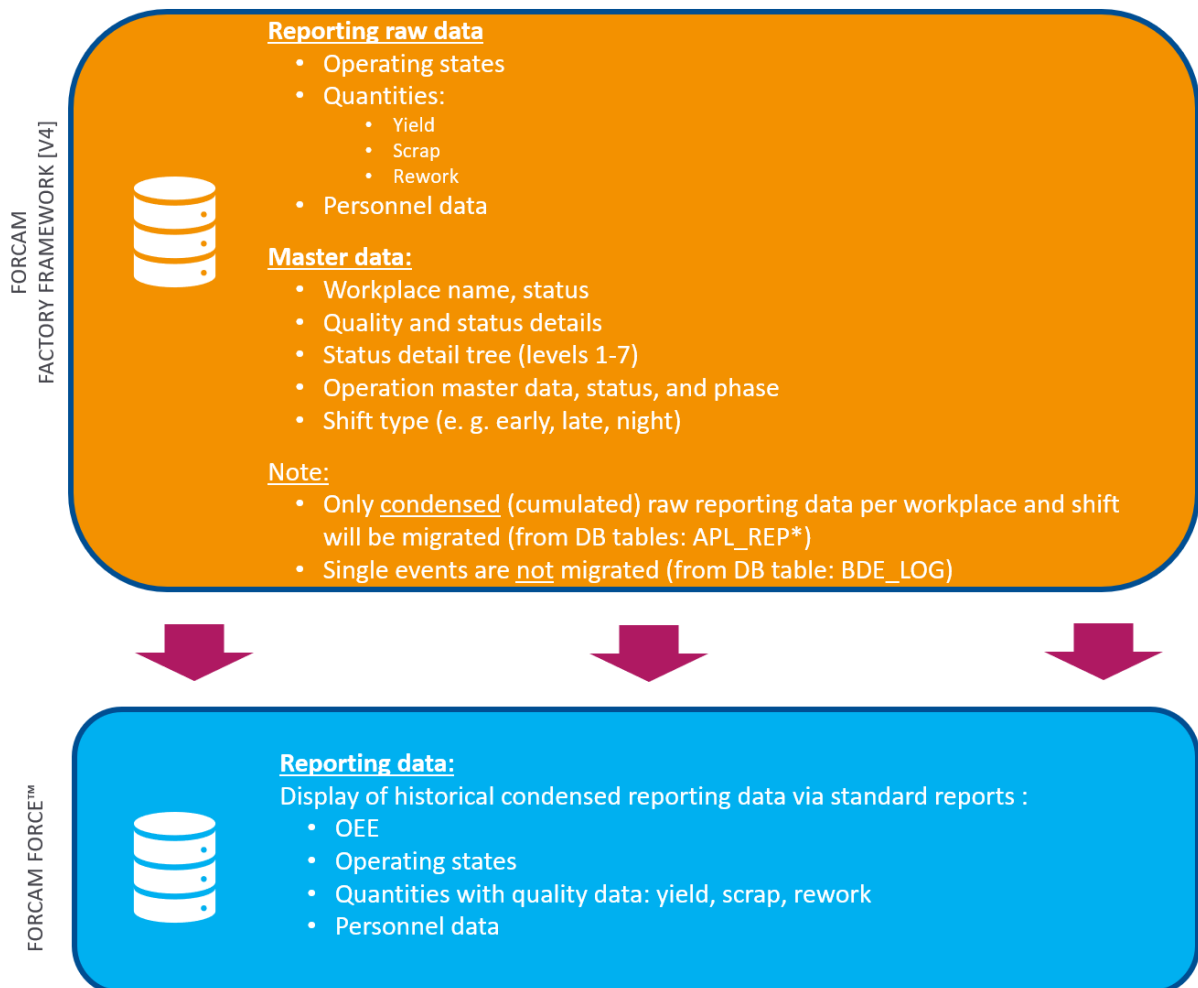 FORCAM
FACTORY FRAMEWORK [V4]
Reporting raw data
• Operating states
• Quantities:
• Yield
• Scrap
• Rework
• Personnel data
Master data:
• Workplace name, status
• Quality and status details
• Status detail tree (levels 1-7)
• Operation master data, status, and phase
• Shift type (e. g. early, late, night)
Note:
• Only condensed (cumulated) raw reporting data per workplace and shift
will be migrated (from DB tables: APL_REP*)
• Single events are not migrated (from DB table: BDE_LOG)
FORCAM FORCE™
Reporting data:
Display of historical condensed reporting data via standard reports :
• OEE
• Operating states
• Quantities with quality data: yield, scrap, rework
• Personnel data